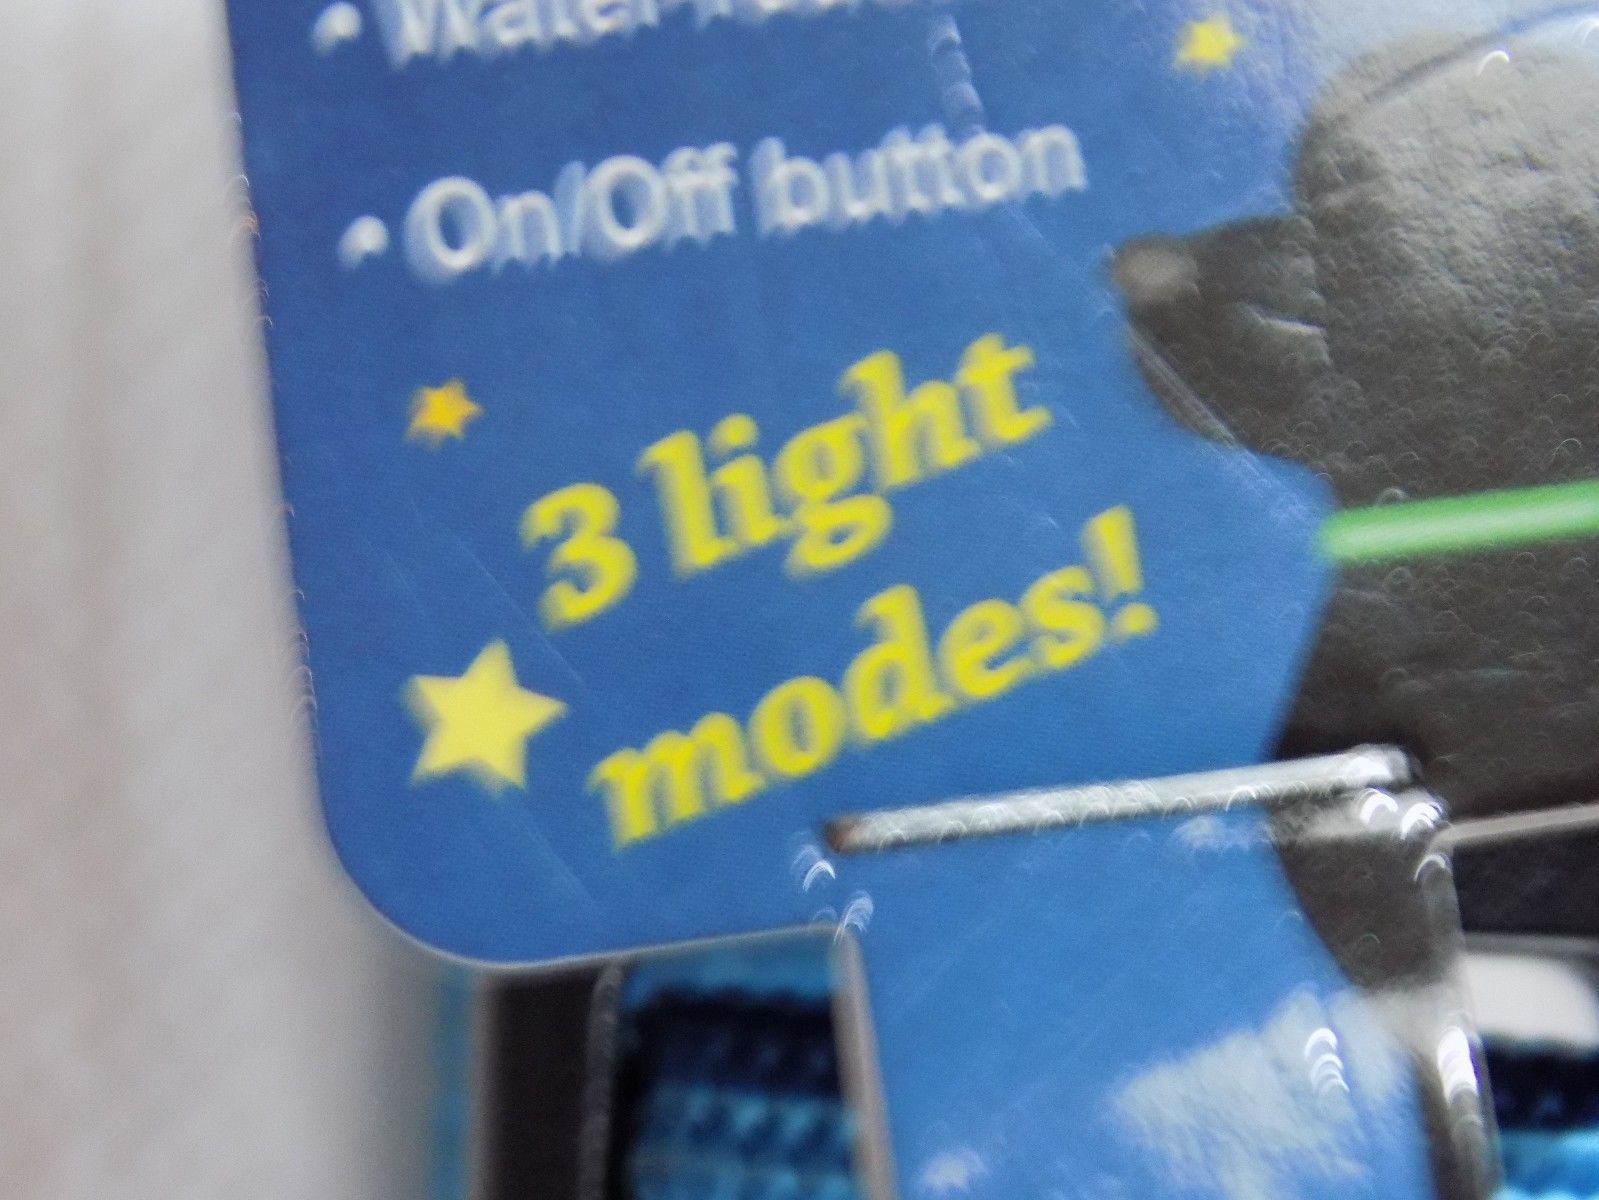 • On/Off button
3 light
modes!